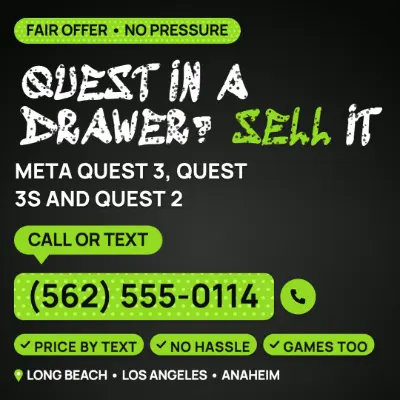 FAIR OFFER • NO PRESSURE
QUEST IN A
DRAWER? SELL IT
META QUEST 3, QUEST
3S AND QUEST 2
CALL OR TEXT
(562) 555-0114
PRICE BY TEXT NO HASSLE GAMES TOO
LONG BEACH • LOS ANGELES • ANAHEIM